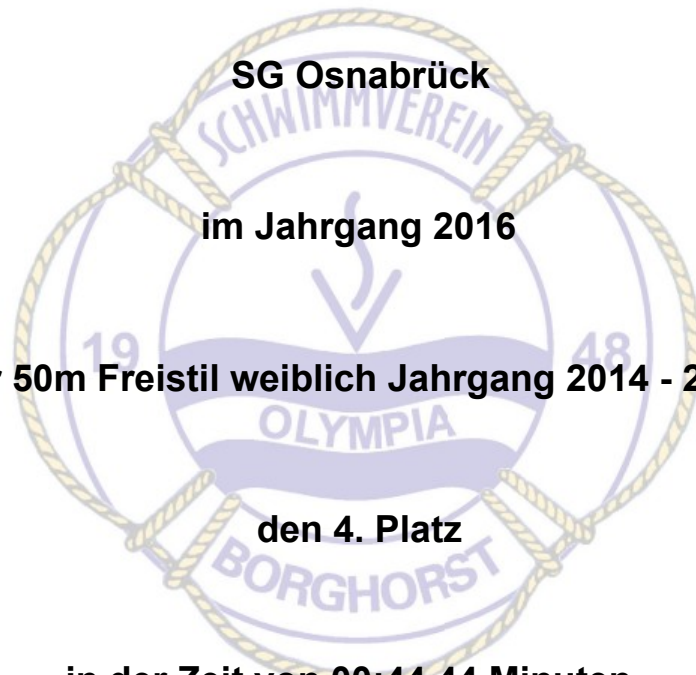 SG Osnabrück
SCHWIMMVEREIN
im Jahrgang 2016
19 48
50m Freistil weiblich Jahrgang 2014 - 2
OLYMPIA
den 4. Platz
BORGHORST
in der Zeit von 00:44,44 Minuten